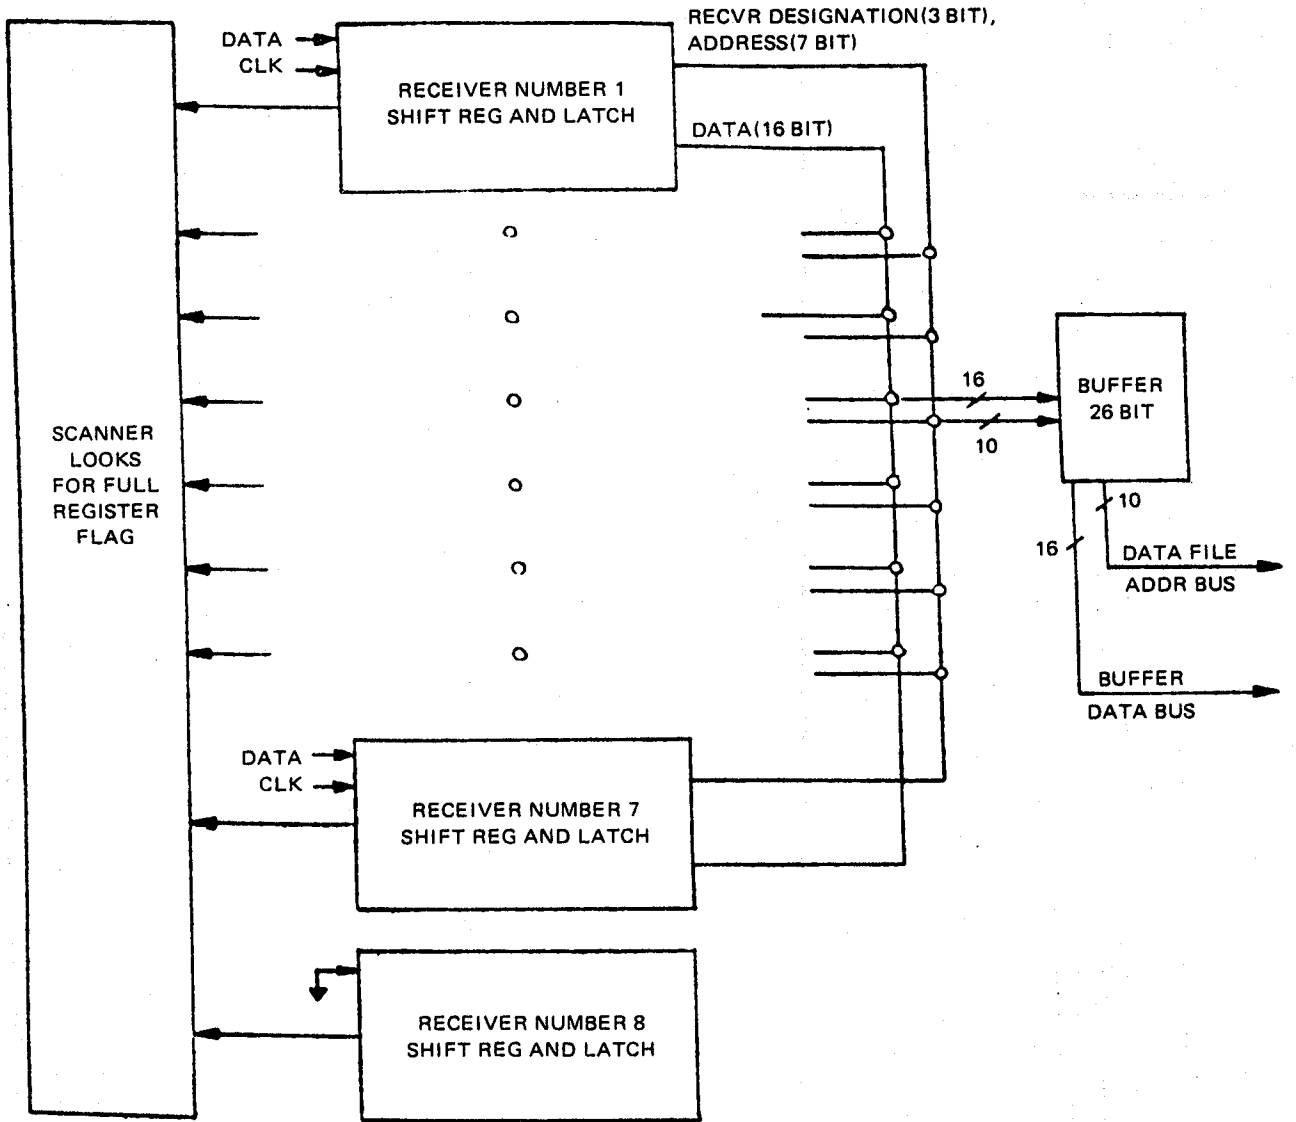 RECVR DESIGNATION(3 BIT),
ADDRESS(7 BIT)
DATA
CLK
RECEIVER NUMBER 1
SHIFT REG AND LATCH
DATA(16 BIT)
SCANNER
LOOKS
FOR FULL
REGISTER
FLAG
16
10
BUFFER
26 BIT
10
16
DATA FILE
ADDR BUS
BUFFER
DATA BUS
DATA
CLK
RECEIVER NUMBER 7
SHIFT REG AND LATCH
RECEIVER NUMBER 8
SHIFT REG AND LATCH